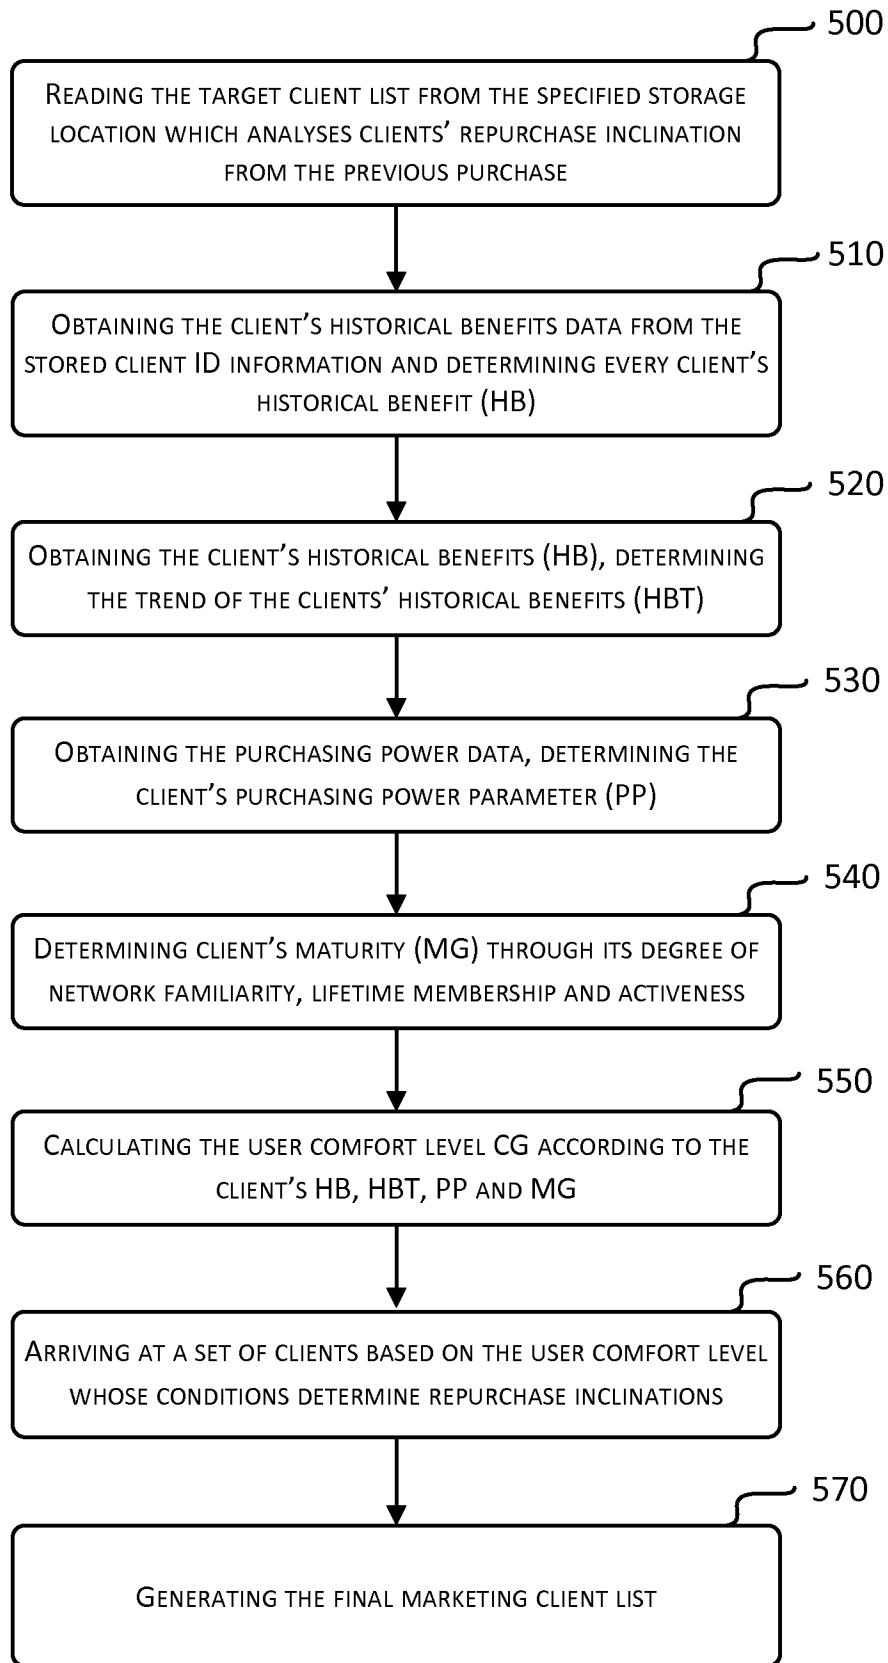 500
READING THE TARGET CLIENT LIST FROM THE SPECIFIED STORAGE
LOCATION WHICH ANALYSES CLIENTS' REPURCHASE INCLINATION
FROM THE PREVIOUS PURCHASE
510
OBTAINING THE CLIENT'S HISTORICAL BENEFITS DATA FROM THE
STORED CLIENT ID INFORMATION AND DETERMINING EVERY CLIENT'S
HISTORICAL BENEFIT (HB)
520
OBTAINING THE CLIENT'S HISTORICAL BENEFITS (HB), DETERMINING
THE TREND OF THE CLIENTS' HISTORICAL BENEFITS (HBT)
530
OBTAINING THE PURCHASING POWER DATA, DETERMINING THE
CLIENT'S PURCHASING POWER PARAMETER (PP)
540
DETERMINING CLIENT'S MATURITY (MG) THROUGH ITS DEGREE OF
NETWORK FAMILIARITY, LIFETIME MEMBERSHIP AND ACTIVENESS
550
CALCULATING THE USER COMFORT LEVEL CG ACCORDING TO THE
CLIENT'S HB, HBT, PP AND MG
560
ARRIVING AT A SET OF CLIENTS BASED ON THE USER COMFORT LEVEL
WHOSE CONDITIONS DETERMINE REPURCHASE INCLINATIONS
570
GENERATING THE FINAL MARKETING CLIENT LIST